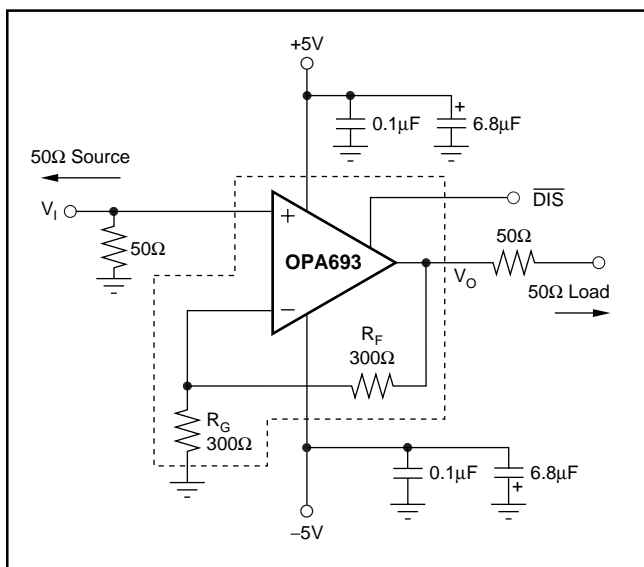 +5V
+
0.1μF
6.8μF
50Ω Source
V_I
DIS
+
50Ω
50Ω
OPA693
V_O
50Ω Load
−
R_F
300Ω
R_G
300Ω
0.1μF
6.8μF
+
−5V